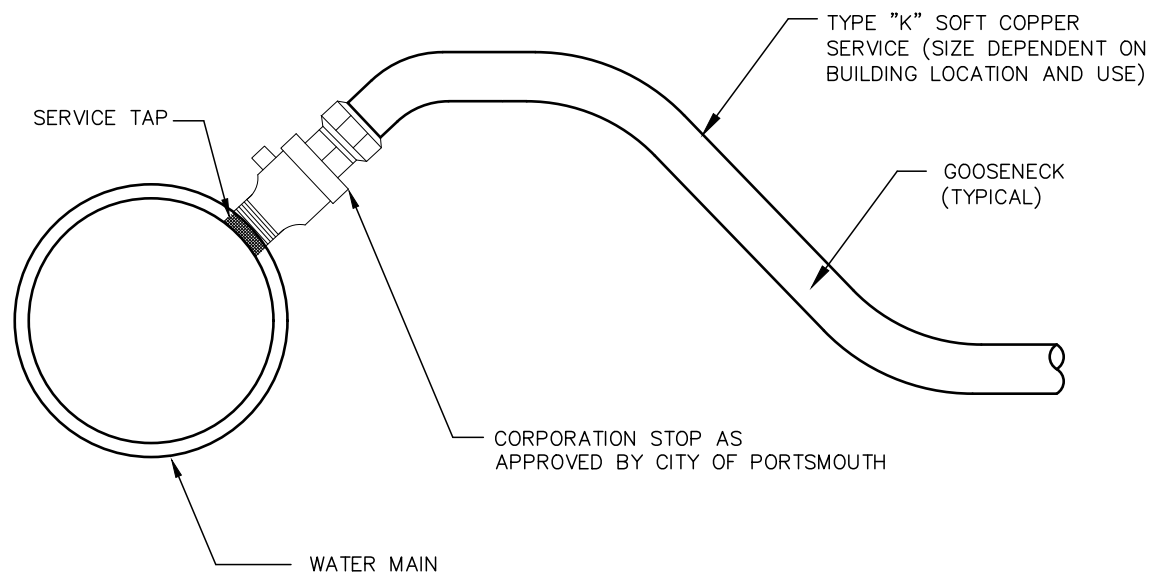 TYPE "K" SOFT COPPER
SERVICE (SIZE DEPENDENT ON
BUILDING LOCATION AND USE)
SERVICE TAP
GOOSENECK
(TYPICAL)
CORPORATION STOP AS
APPROVED BY CITY OF PORTSMOUTH
WATER MAIN